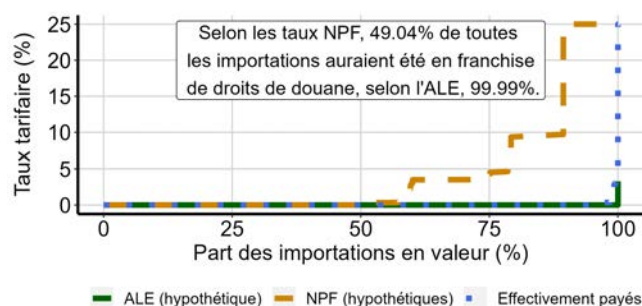 Selon les taux NPF, 49.04% de toutes
les importations auraient été en franchise
de droits de douane, selon l'ALE, 99.99%.
Taux tarifaire (%)
25
20
15
10
5
0
0
25
50
75
100
Part des importations en valeur (%)
ALE (hypothétique)
NPF (hypothétiques)
Effectivement payés